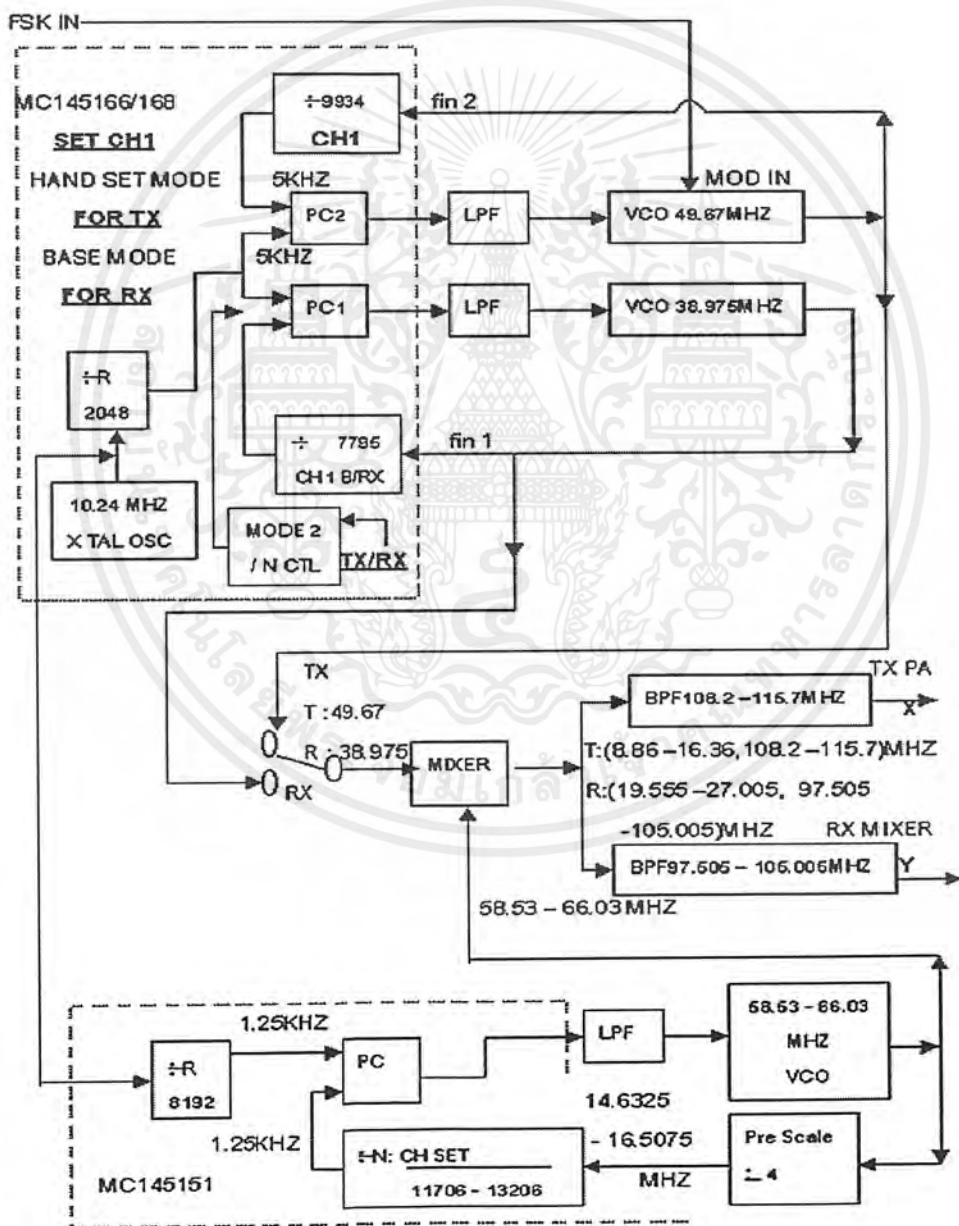 FSK IN
MC145166/168
SET CH1
HAND SET MODE
FOR TX
BASE MODE
FOR RX
÷9934
CH1
fin 2
5KHZ
PC2
LPF
MOD IN
VCO 49.67MHZ
5KHZ
PC1
LPF
VCO 38.975MHZ
÷R
2048
÷ 7795
CH1 B/RX
fin 1
10.24 MHZ
X TAL OSC
MODE 2
/ N CTL
TX/RX
TX
T :49.67
R :38.975
RX
MIXER
BPF108.2-115.7MHZ
TX PA
X
T:(8.86-16.36,108.2-115.7)MHZ
R:(19.555-27.005, 97.505
-105.005)MHZ
RX MIXER
BPF97.505 - 105.005MHZ
Y
58.53 - 66.03 MHZ
1.25KHZ
÷R
8192
PC
LPF
58.53 - 66.03
MHZ
VCO
1.25KHZ
14.6325
- 16.5075
MHZ
÷N: CH SET
11706 - 13206
Pre Scale
÷ 4
MC145151